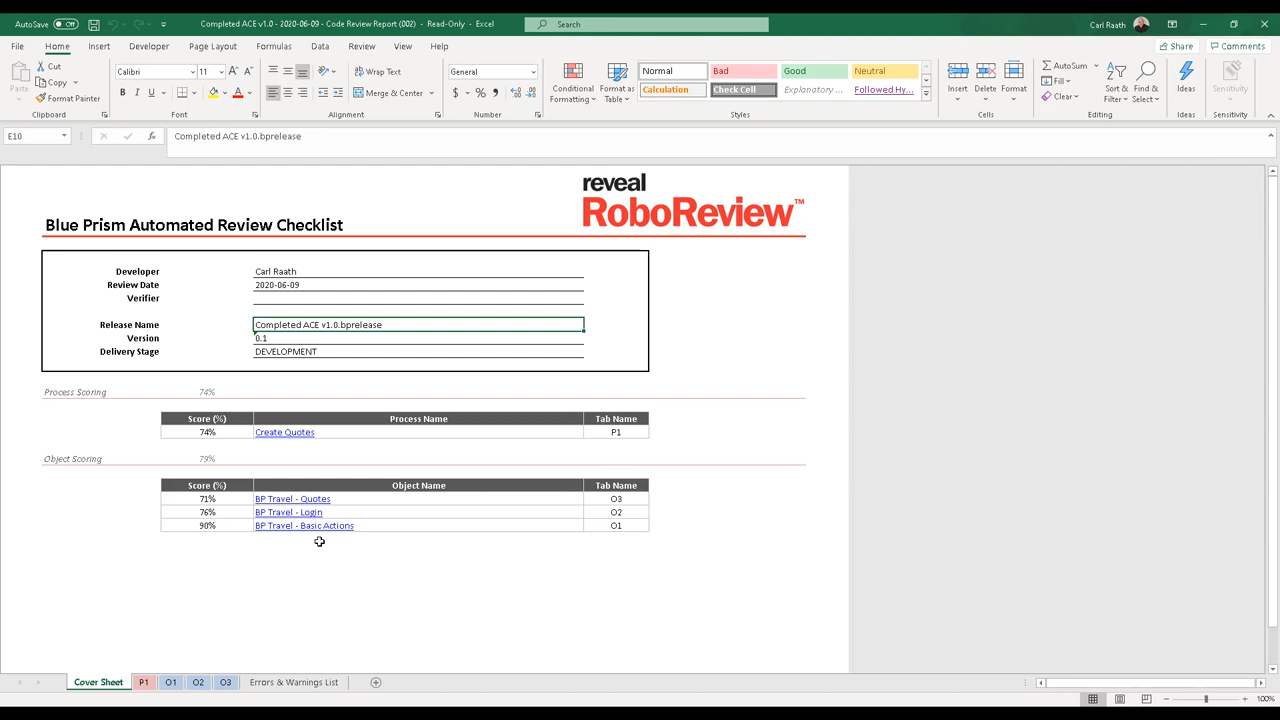 AutoSave Off Completed ACE v1.0 - 2020-06-09 - Code Review Report (002) - Read-Only - Excel Search Carl Raath
File Home Insert Developer Page Layout Formulas Data Review View Help Share Comments
Paste Cut Copy Format Painter
Calibri 11 Wrap Text Merge & Center General
Conditional Formatting Format as Table
Normal Bad Good Neutral
Calculation Check Cell Explanatory ... Followed Hy...
Insert Delete Format AutoSum Fill Clear Sort & Filter Find & Select Ideas Sensitivity
Clipboard Font Alignment Number Styles Cells Editing Ideas Sensitivity
E10 fx Completed ACE v1.0.bprelease
reveal
RoboReview™
Blue Prism Automated Review Checklist
Developer Carl Raath
Review Date 2020-06-09
Verifier
Release Name Completed ACE v1.0.bprelease
Version 0.1
Delivery Stage DEVELOPMENT
Process Scoring 74%
Score (%) Process Name Tab Name
74% Create Quotes P1
Object Scoring 79%
Score (%) Object Name Tab Name
71% BP Travel - Quotes O3
76% BP Travel - Login O2
90% BP Travel - Basic Actions O1
Cover Sheet P1 O1 O2 O3 Errors & Warnings List
100%